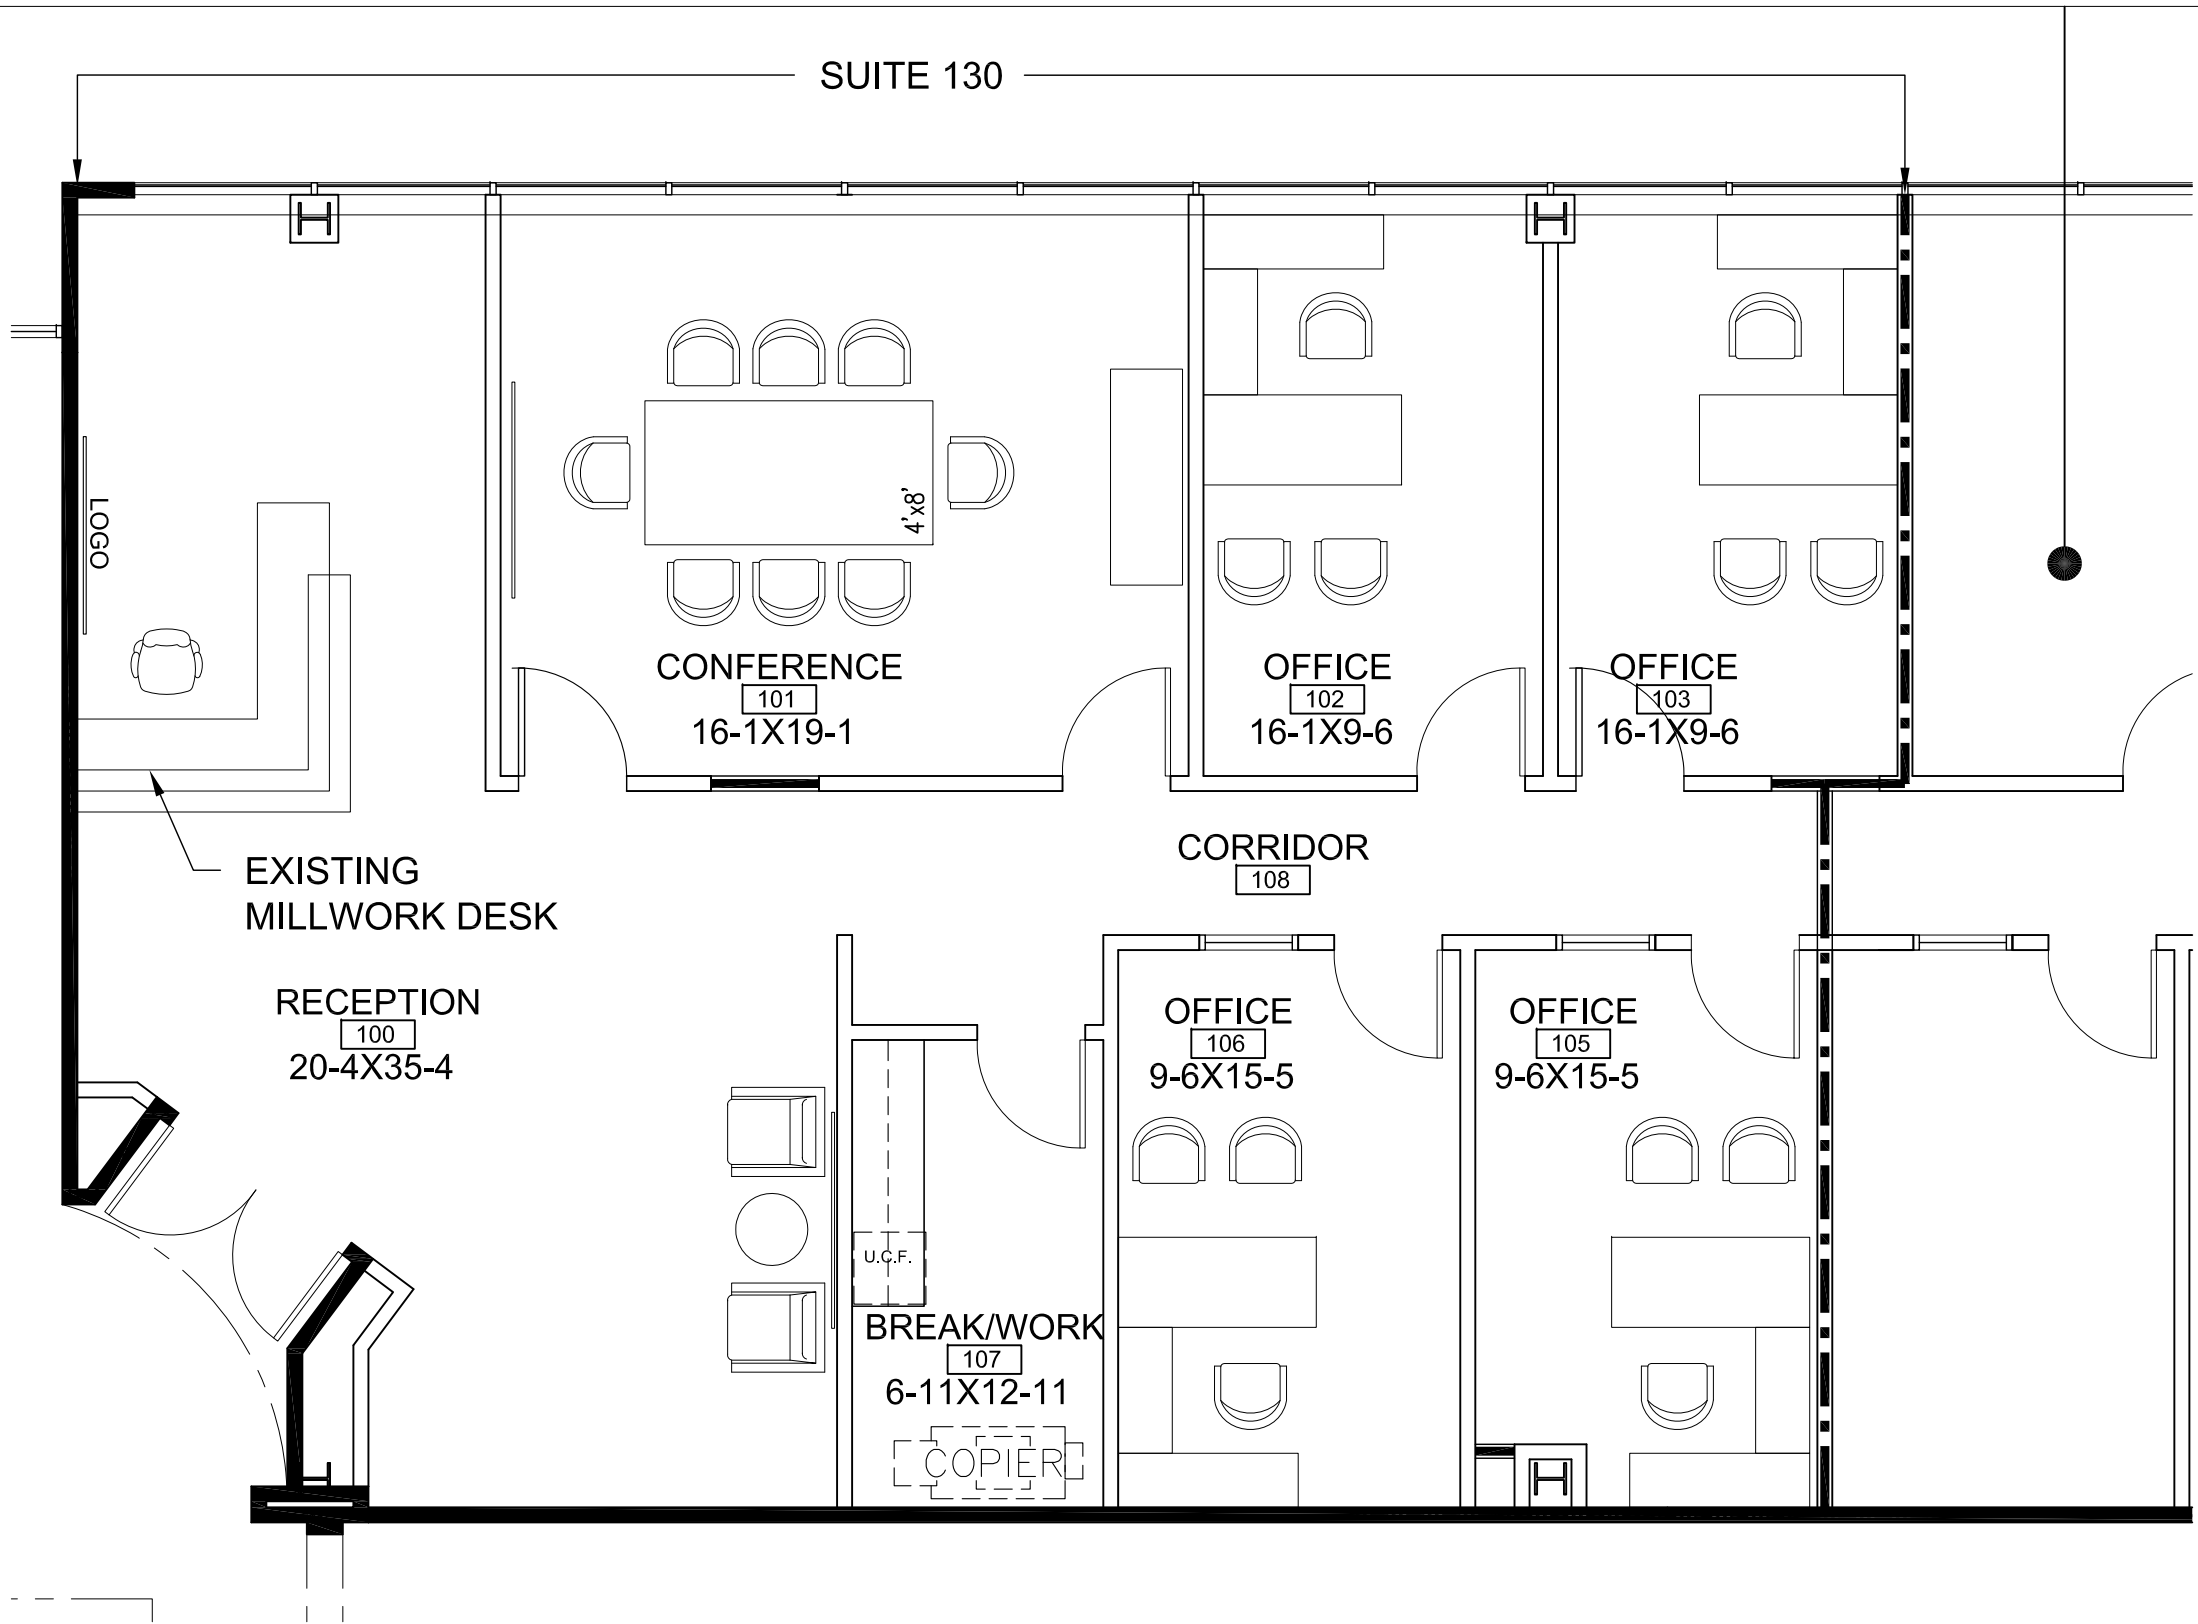 SUITE 130
LOGO
4'x8'
CONFERENCE
101
16-1X19-1
OFFICE
102
16-1X9-6
OFFICE
103
16-1X9-6
EXISTING
MILLWORK DESK
CORRIDOR
108
RECEPTION
100
20-4X35-4
OFFICE
106
9-6X15-5
OFFICE
105
9-6X15-5
U.C.F.
BREAK/WORK
107
6-11X12-11
COPIER